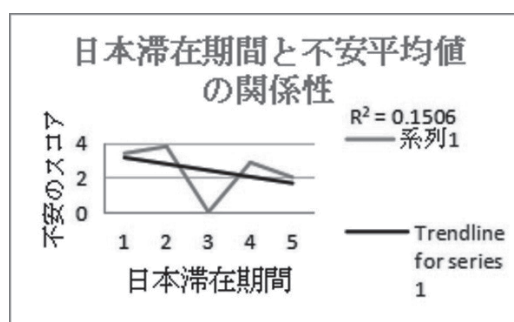 日本滞在期間と不安平均値
の関係性
R² = 0.1506
系列1
不安のスコア
4
2
0
1 2 3 4 5
日本滞在期間
Trendline
for series
1